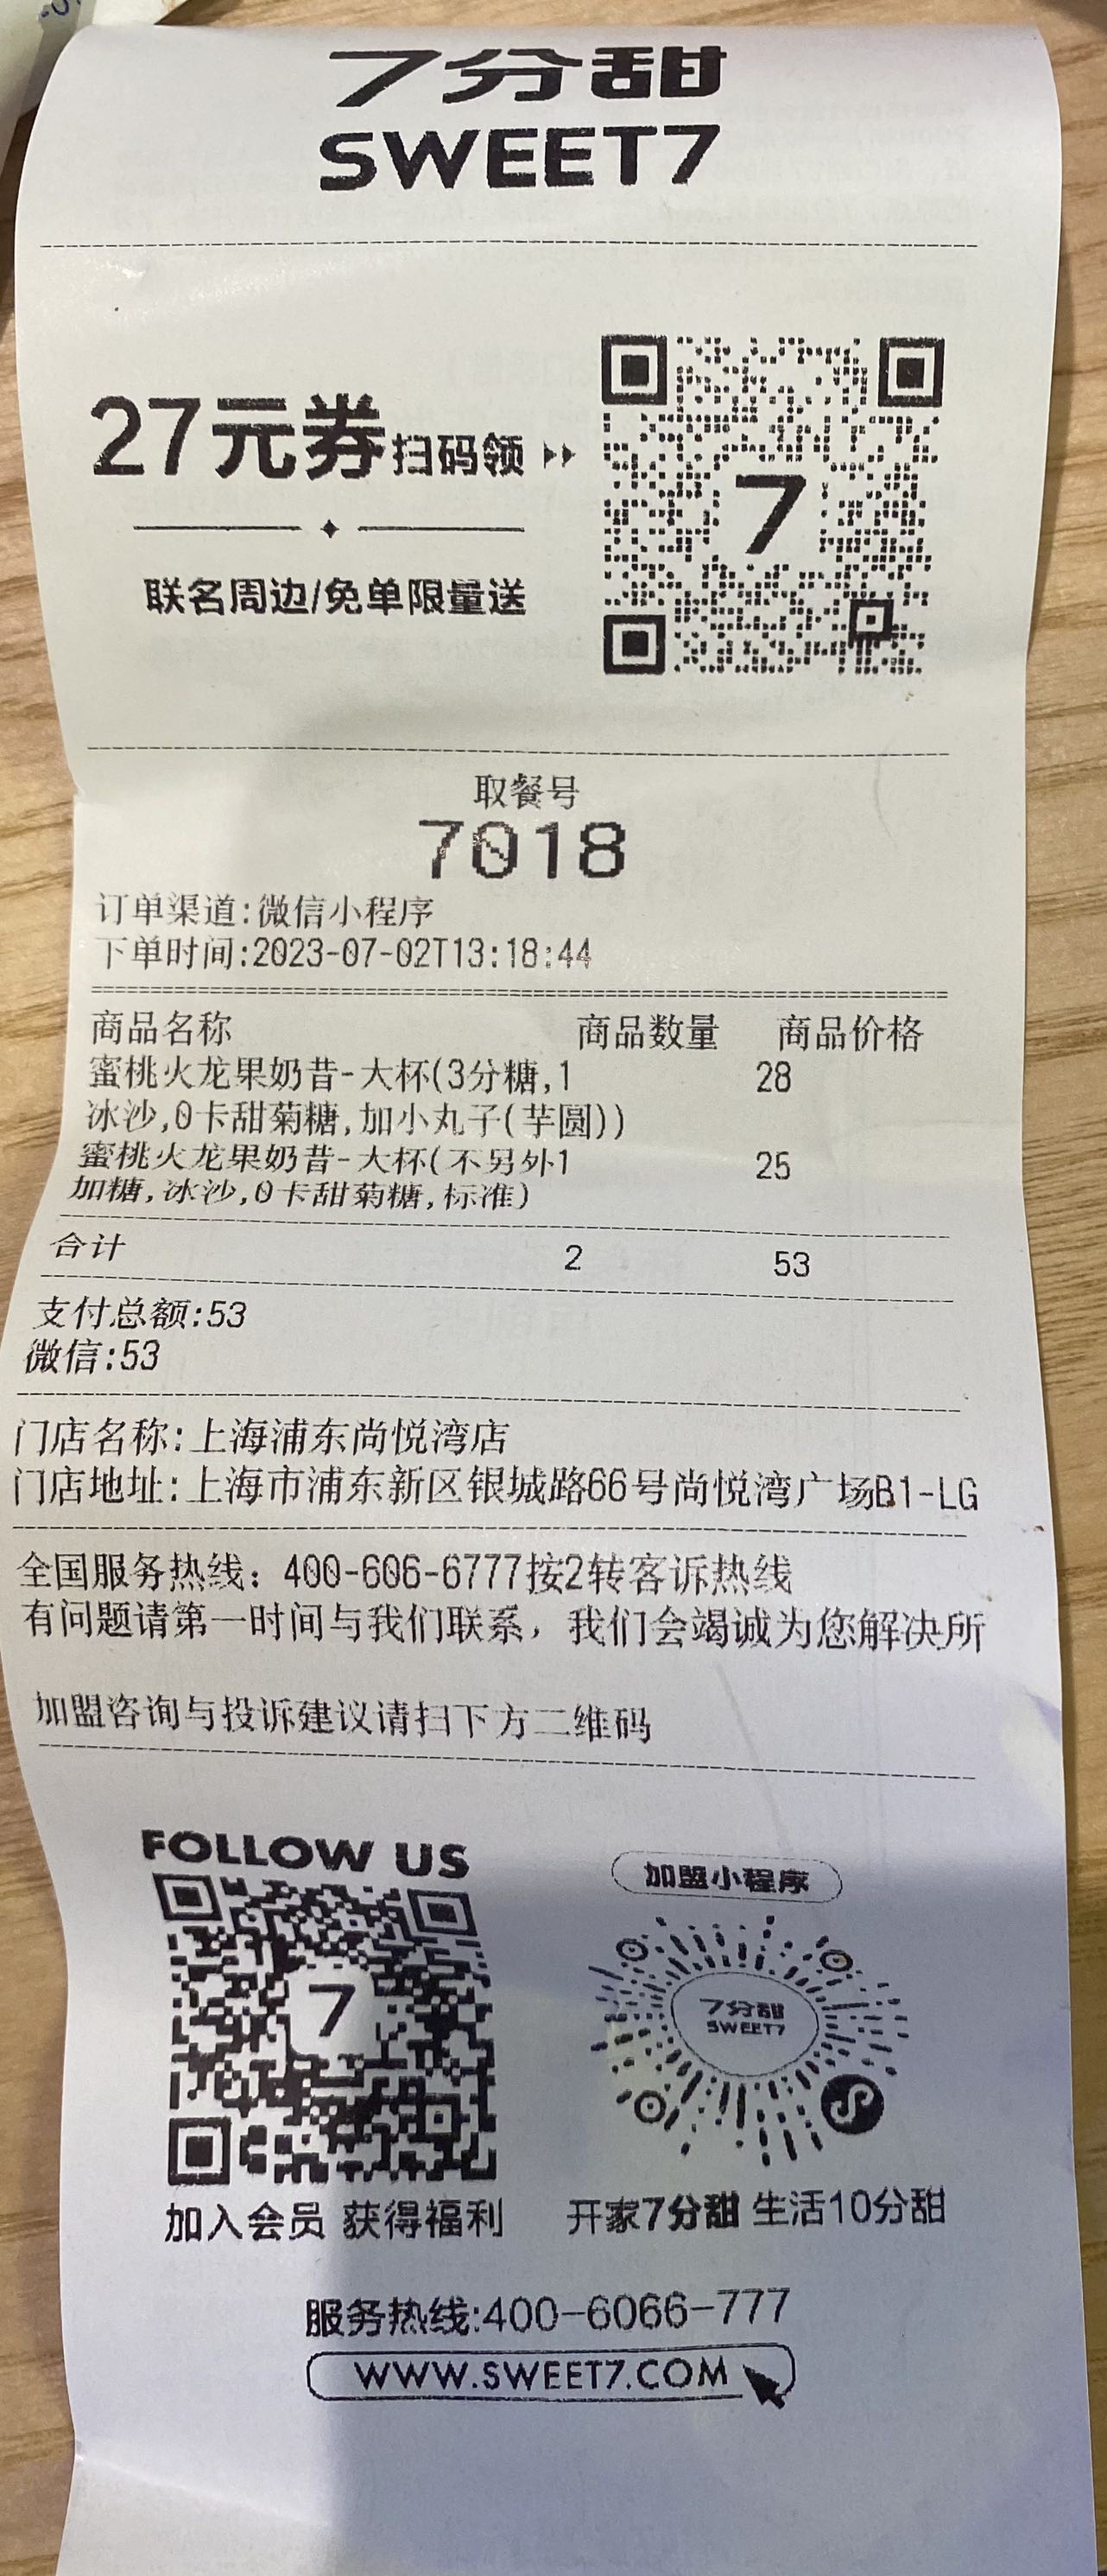 7分甜
SWEET7
27元券扫码领
联名周边/免单限量送
7
取餐号
7018
订单渠道:微信小程序
下单时间:2023-07-02T13:18:44
商品名称 商品数量 商品价格
蜜桃火龙果奶昔-大杯(3分糖,1 28
冰沙,0卡甜菊糖,加小丸子(芋圆))
蜜桃火龙果奶昔-大杯(不另外1 25
加糖,冰沙,0卡甜菊糖,标准)
合计 2 53
支付总额:53
微信:53
门店名称:上海浦东尚悦湾店
门店地址:上海市浦东新区银城路66号尚悦湾广场B1-LG
全国服务热线：400-606-6777按2转客诉热线
有问题请第一时间与我们联系，我们会竭诚为您解决所
加盟咨询与投诉建议请扫下方二维码
FOLLOW US
7
加入会员 获得福利
加盟小程序
7分甜
SWEET7
开家7分甜 生活10分甜
服务热线:400-6066-777
WWW.SWEET7.COM